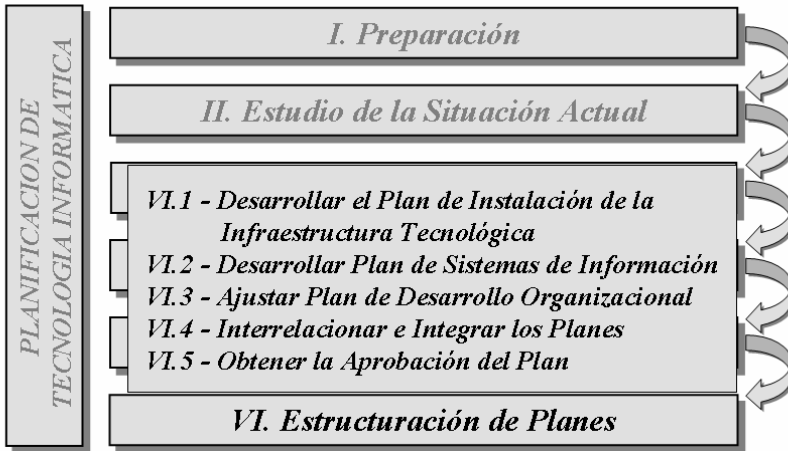 PLANIFICACION DE
TECNOLOGIA INFORMATICA
I. Preparación
II. Estudio de la Situación Actual
VI.1 - Desarrollar el Plan de Instalación de la
Infraestructura Tecnológica
VI.2 - Desarrollar Plan de Sistemas de Información
VI.3 - Ajustar Plan de Desarrollo Organizacional
VI.4 - Interrelacionar e Integrar los Planes
VI.5 - Obtener la Aprobación del Plan
VI. Estructuración de Planes